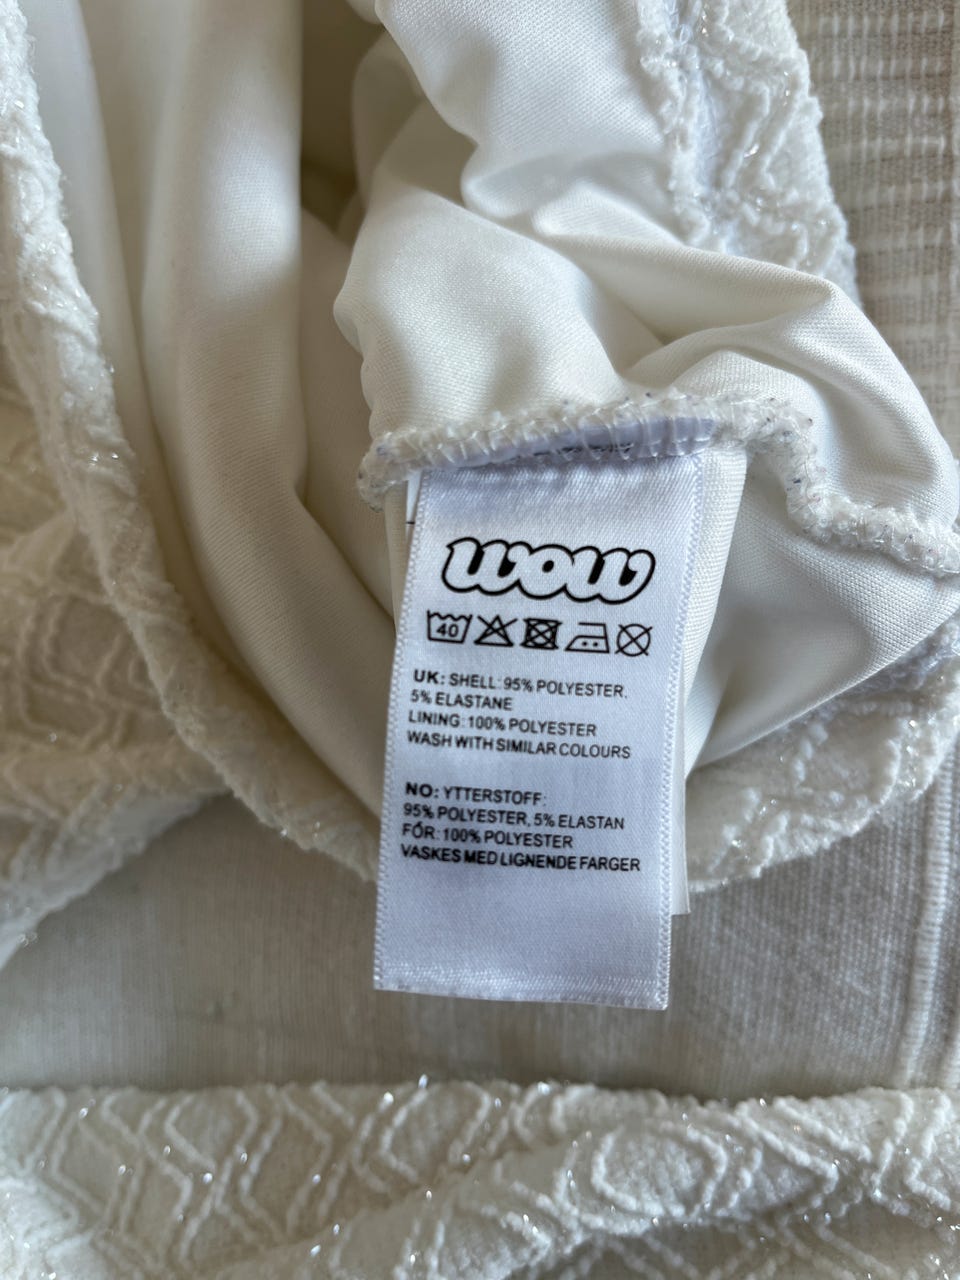 WOW
40
UK: SHELL: 95% POLYESTER,
5% ELASTANE
LINING: 100% POLYESTER
WASH WITH SIMILAR COLOURS
NO: YTTERSTOFF:
95% POLYESTER, 5% ELASTAN
FÓR: 100% POLYESTER
VASKES MED LIGNENDE FARGER